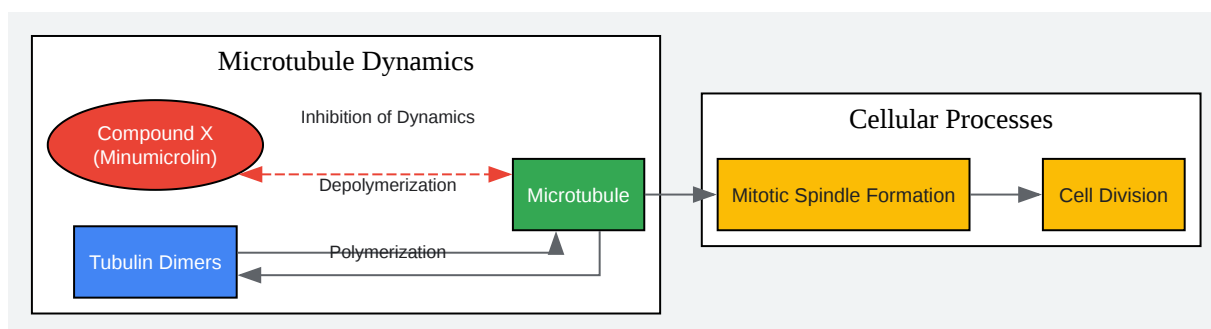 Microtubule Dynamics
Compound X
(Minumicrolin)
Inhibition of Dynamics
Depolymerization
Microtubule
Tubulin Dimers
Polymerization
Cellular Processes
Mitotic Spindle Formation
Cell Division